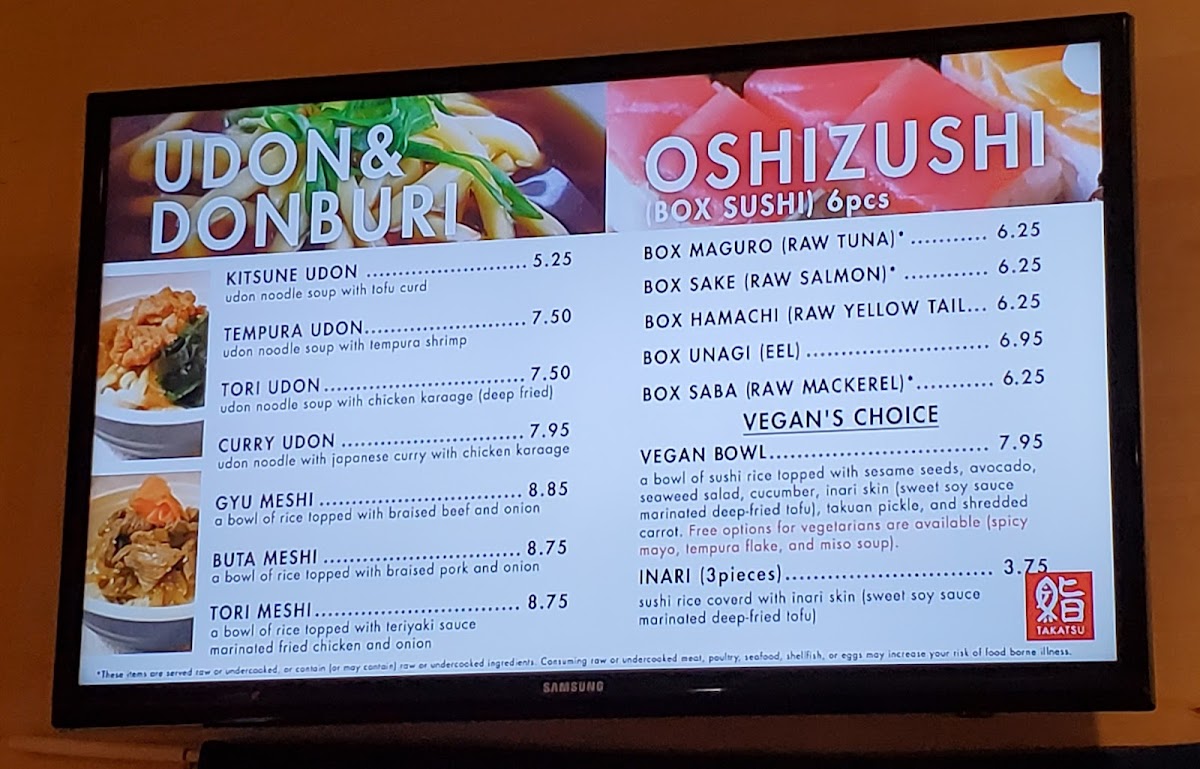 UDON&
DONBURI
KITSUNE UDON ......................... 5.25
udon noodle soup with tofu curd
TEMPURA UDON......................... 7.50
udon noodle soup with tempura shrimp
TORI UDON............................... 7.50
udon noodle soup with chicken karaage (deep fried)
CURRY UDON ............................ 7.95
udon noodle with japanese curry with chicken karaage
GYU MESHI ............................... 8.85
a bowl of rice topped with braised beef and onion
BUTA MESHI .............................. 8.75
a bowl of rice topped with braised pork and onion
TORI MESHI............................... 8.75
a bowl of rice topped with teriyaki sauce
marinated fried chicken and onion
OSHIZUSHI
(BOX SUSHI) 6pcs
BOX MAGURO (RAW TUNA)* ........... 6.25
BOX SAKE (RAW SALMON)* ............ 6.25
BOX HAMACHI (RAW YELLOW TAIL... 6.25
BOX UNAGI (EEL) .......................... 6.95
BOX SABA (RAW MACKEREL)*........... 6.25
VEGAN'S CHOICE
VEGAN BOWL............................... 7.95
a bowl of sushi rice topped with sesame seeds, avocado,
seaweed salad, cucumber, inari skin (sweet soy sauce
marinated deep-fried tofu), takuan pickle, and shredded
carrot. Free options for vegetarians are available (spicy
mayo, tempura flake, and miso soup).
INARI (3pieces).............................. 3.75
sushi rice coverd with inari skin (sweet soy sauce
marinated deep-fried tofu)
鮨
TAKATSU
*These items are served raw or undercooked, or contain (or may contain) raw or undercooked ingredients. Consuming raw or undercooked meat, poultry, seafood, shellfish, or eggs may increase your risk of food borne illness.
SAMSUNG